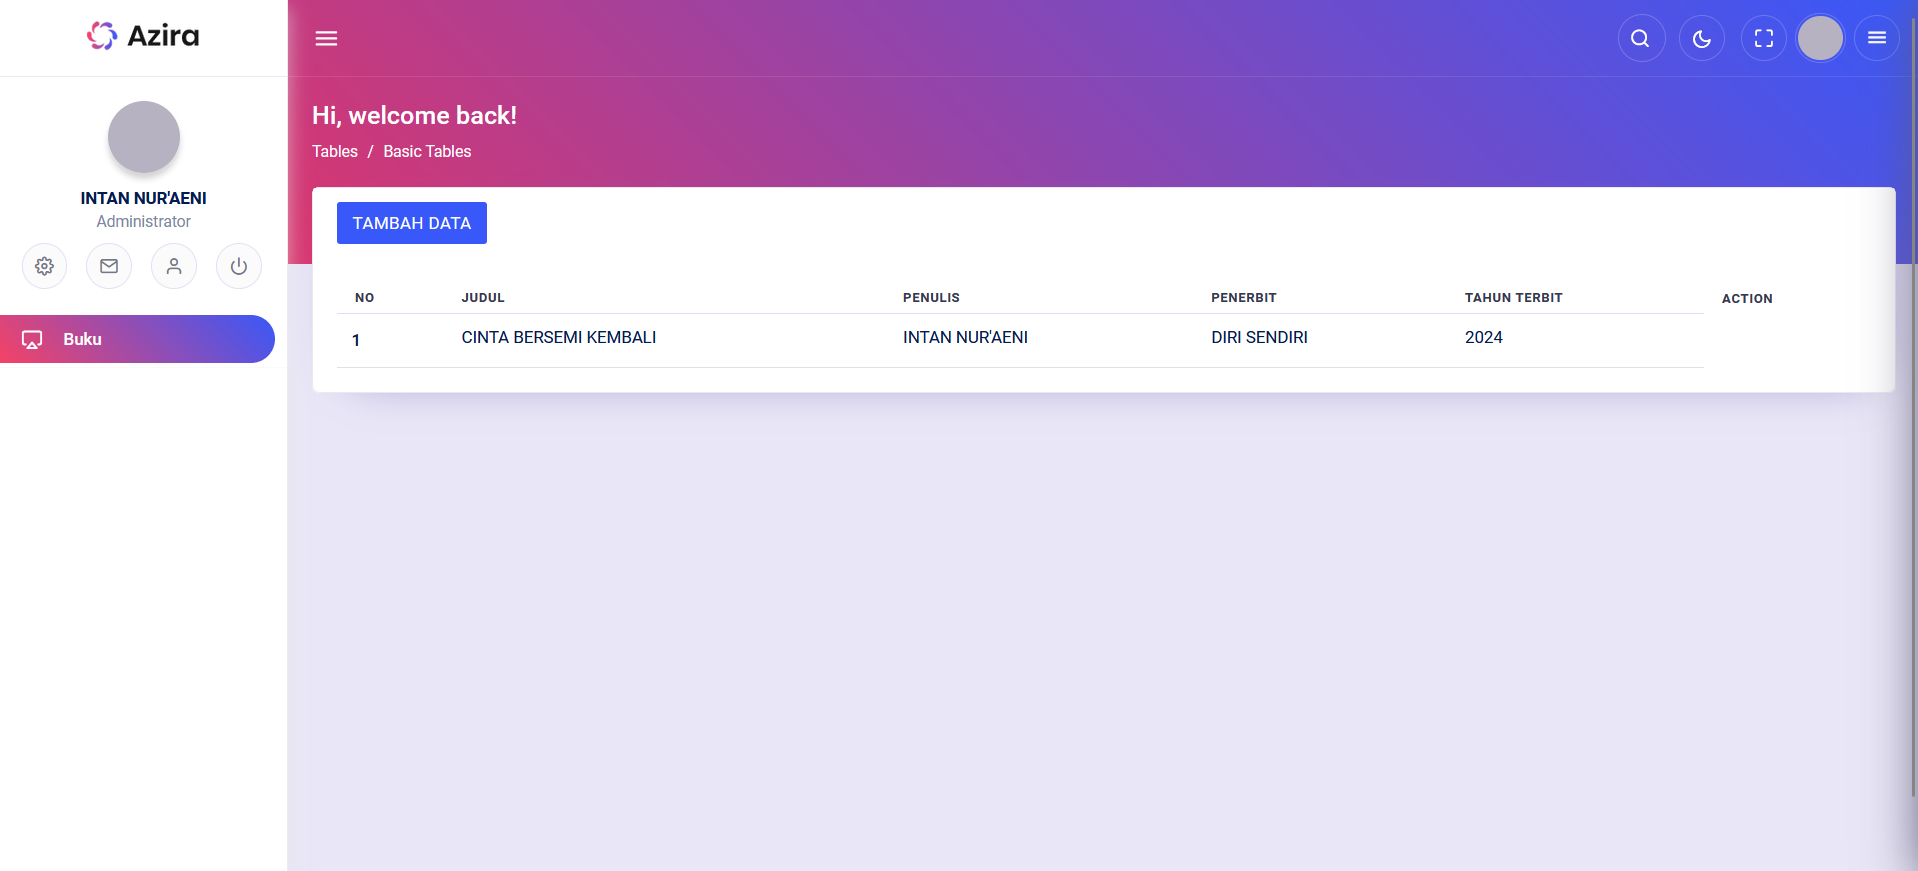 Azira
INTAN NUR'AENI
Administrator
Buku
Hi, welcome back!
Tables / Basic Tables
TAMBAH DATA
NO JUDUL PENULIS PENERBIT TAHUN TERBIT ACTION
1 CINTA BERSEMI KEMBALI INTAN NUR'AENI DIRI SENDIRI 2024